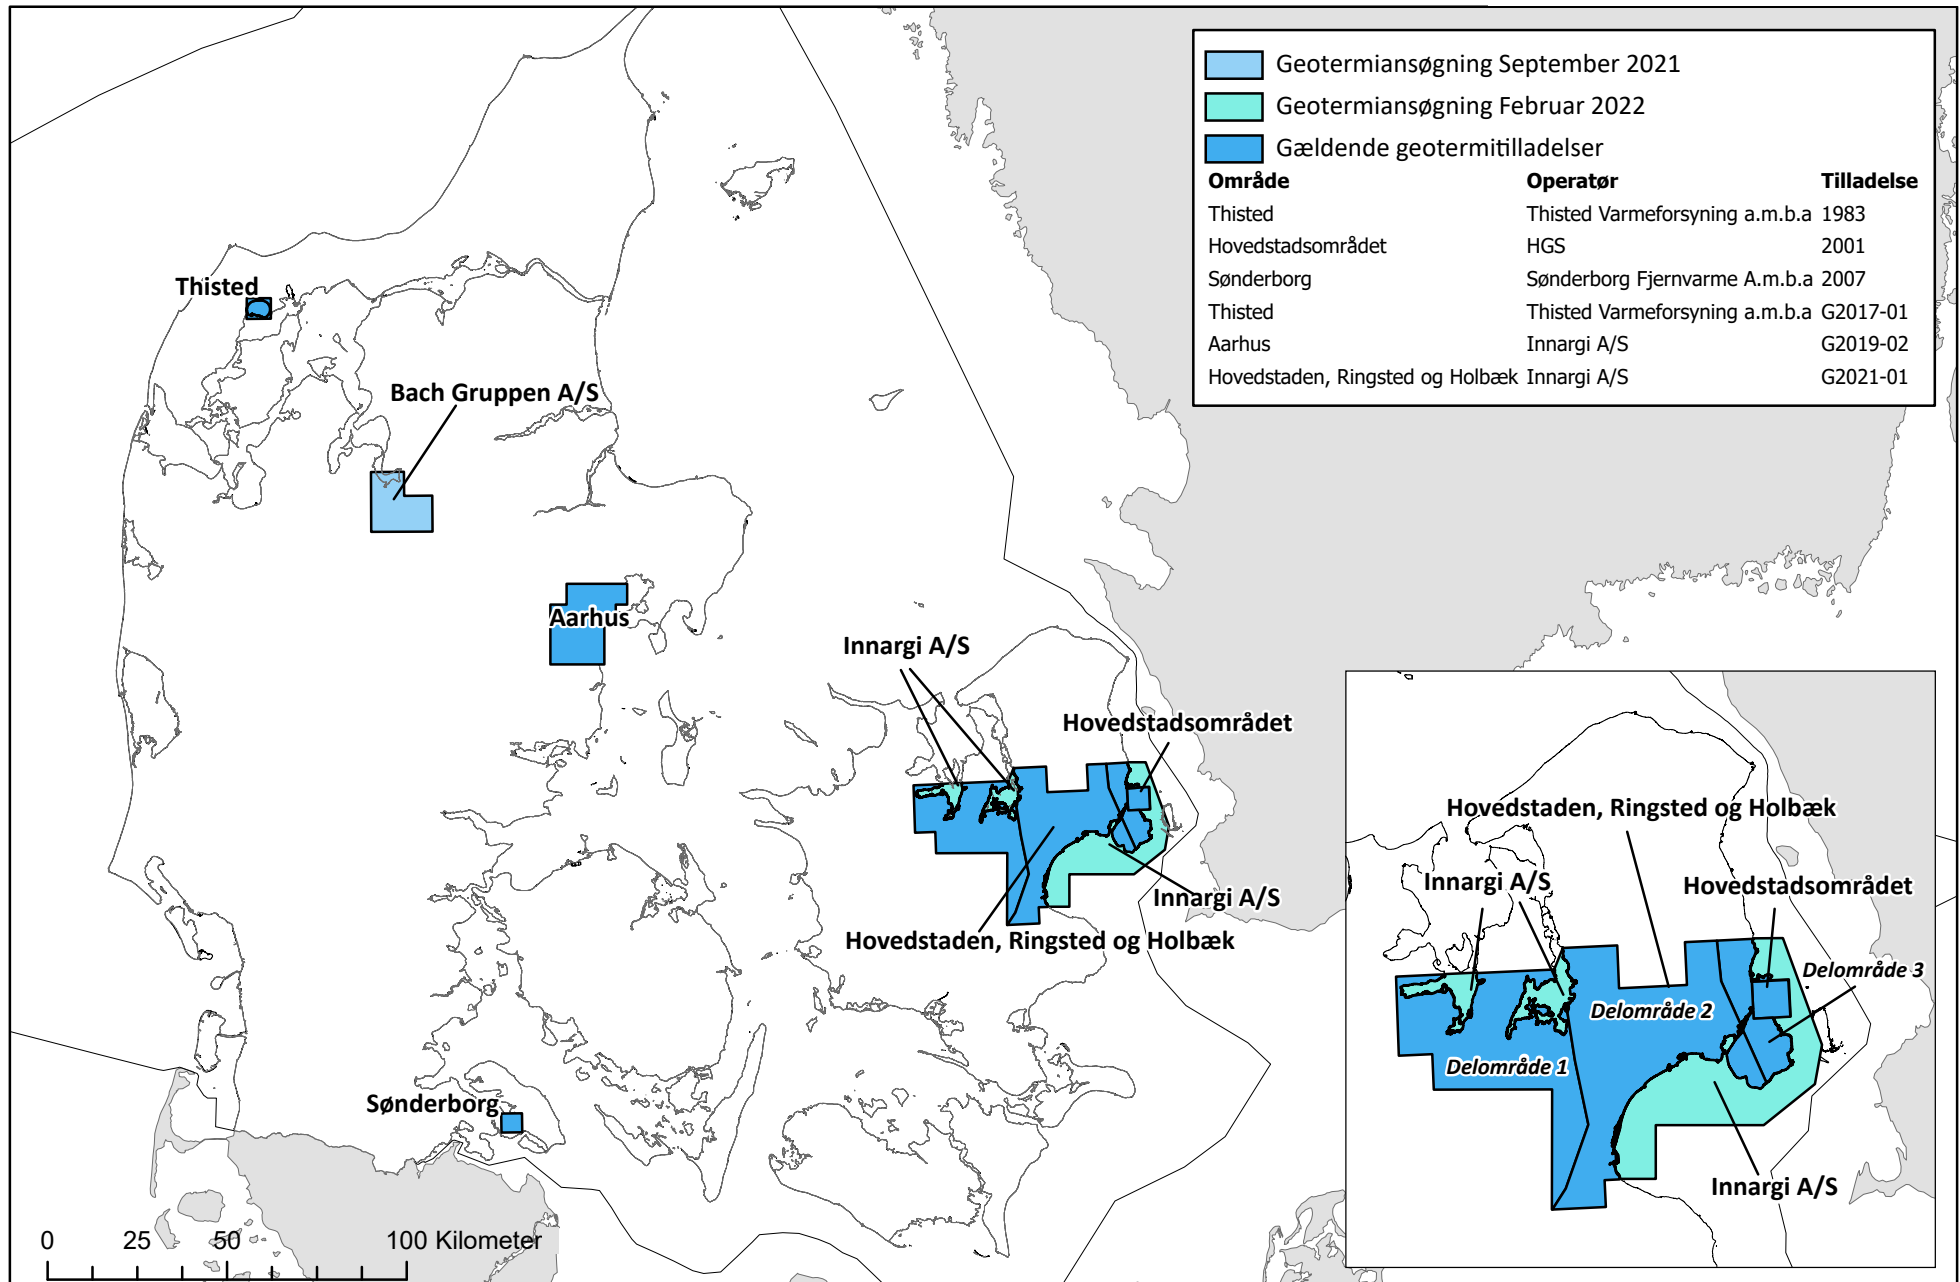 Geotermiansøgning September 2021
Geotermiansøgning Februar 2022
Gældende geotermitilladelser
Område Operatør Tilladelse
Thisted Thisted Varmeforsyning a.m.b.a 1983
Hovedstadsområdet HGS 2001
Sønderborg Sønderborg Fjernvarme A.m.b.a 2007
Thisted Thisted Varmeforsyning a.m.b.a G2017-01
Aarhus Innargi A/S G2019-02
Hovedstaden, Ringsted og Holbæk Innargi A/S G2021-01
Thisted
Bach Gruppen A/S
Aarhus
Innargi A/S
Hovedstadsområdet
Innargi A/S
Hovedstaden, Ringsted og Holbæk
Sønderborg
0 25 50 100 Kilometer
Hovedstaden, Ringsted og Holbæk
Innargi A/S
Hovedstadsområdet
Delområde 3
Delområde 2
Delområde 1
Innargi A/S